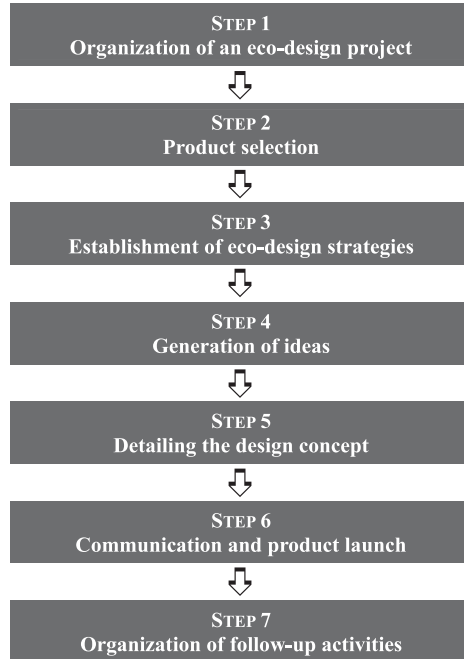 STEP 1
Organization of an eco-design project
STEP 2
Product selection
STEP 3
Establishment of eco-design strategies
STEP 4
Generation of ideas
STEP 5
Detailing the design concept
STEP 6
Communication and product launch
STEP 7
Organization of follow-up activities